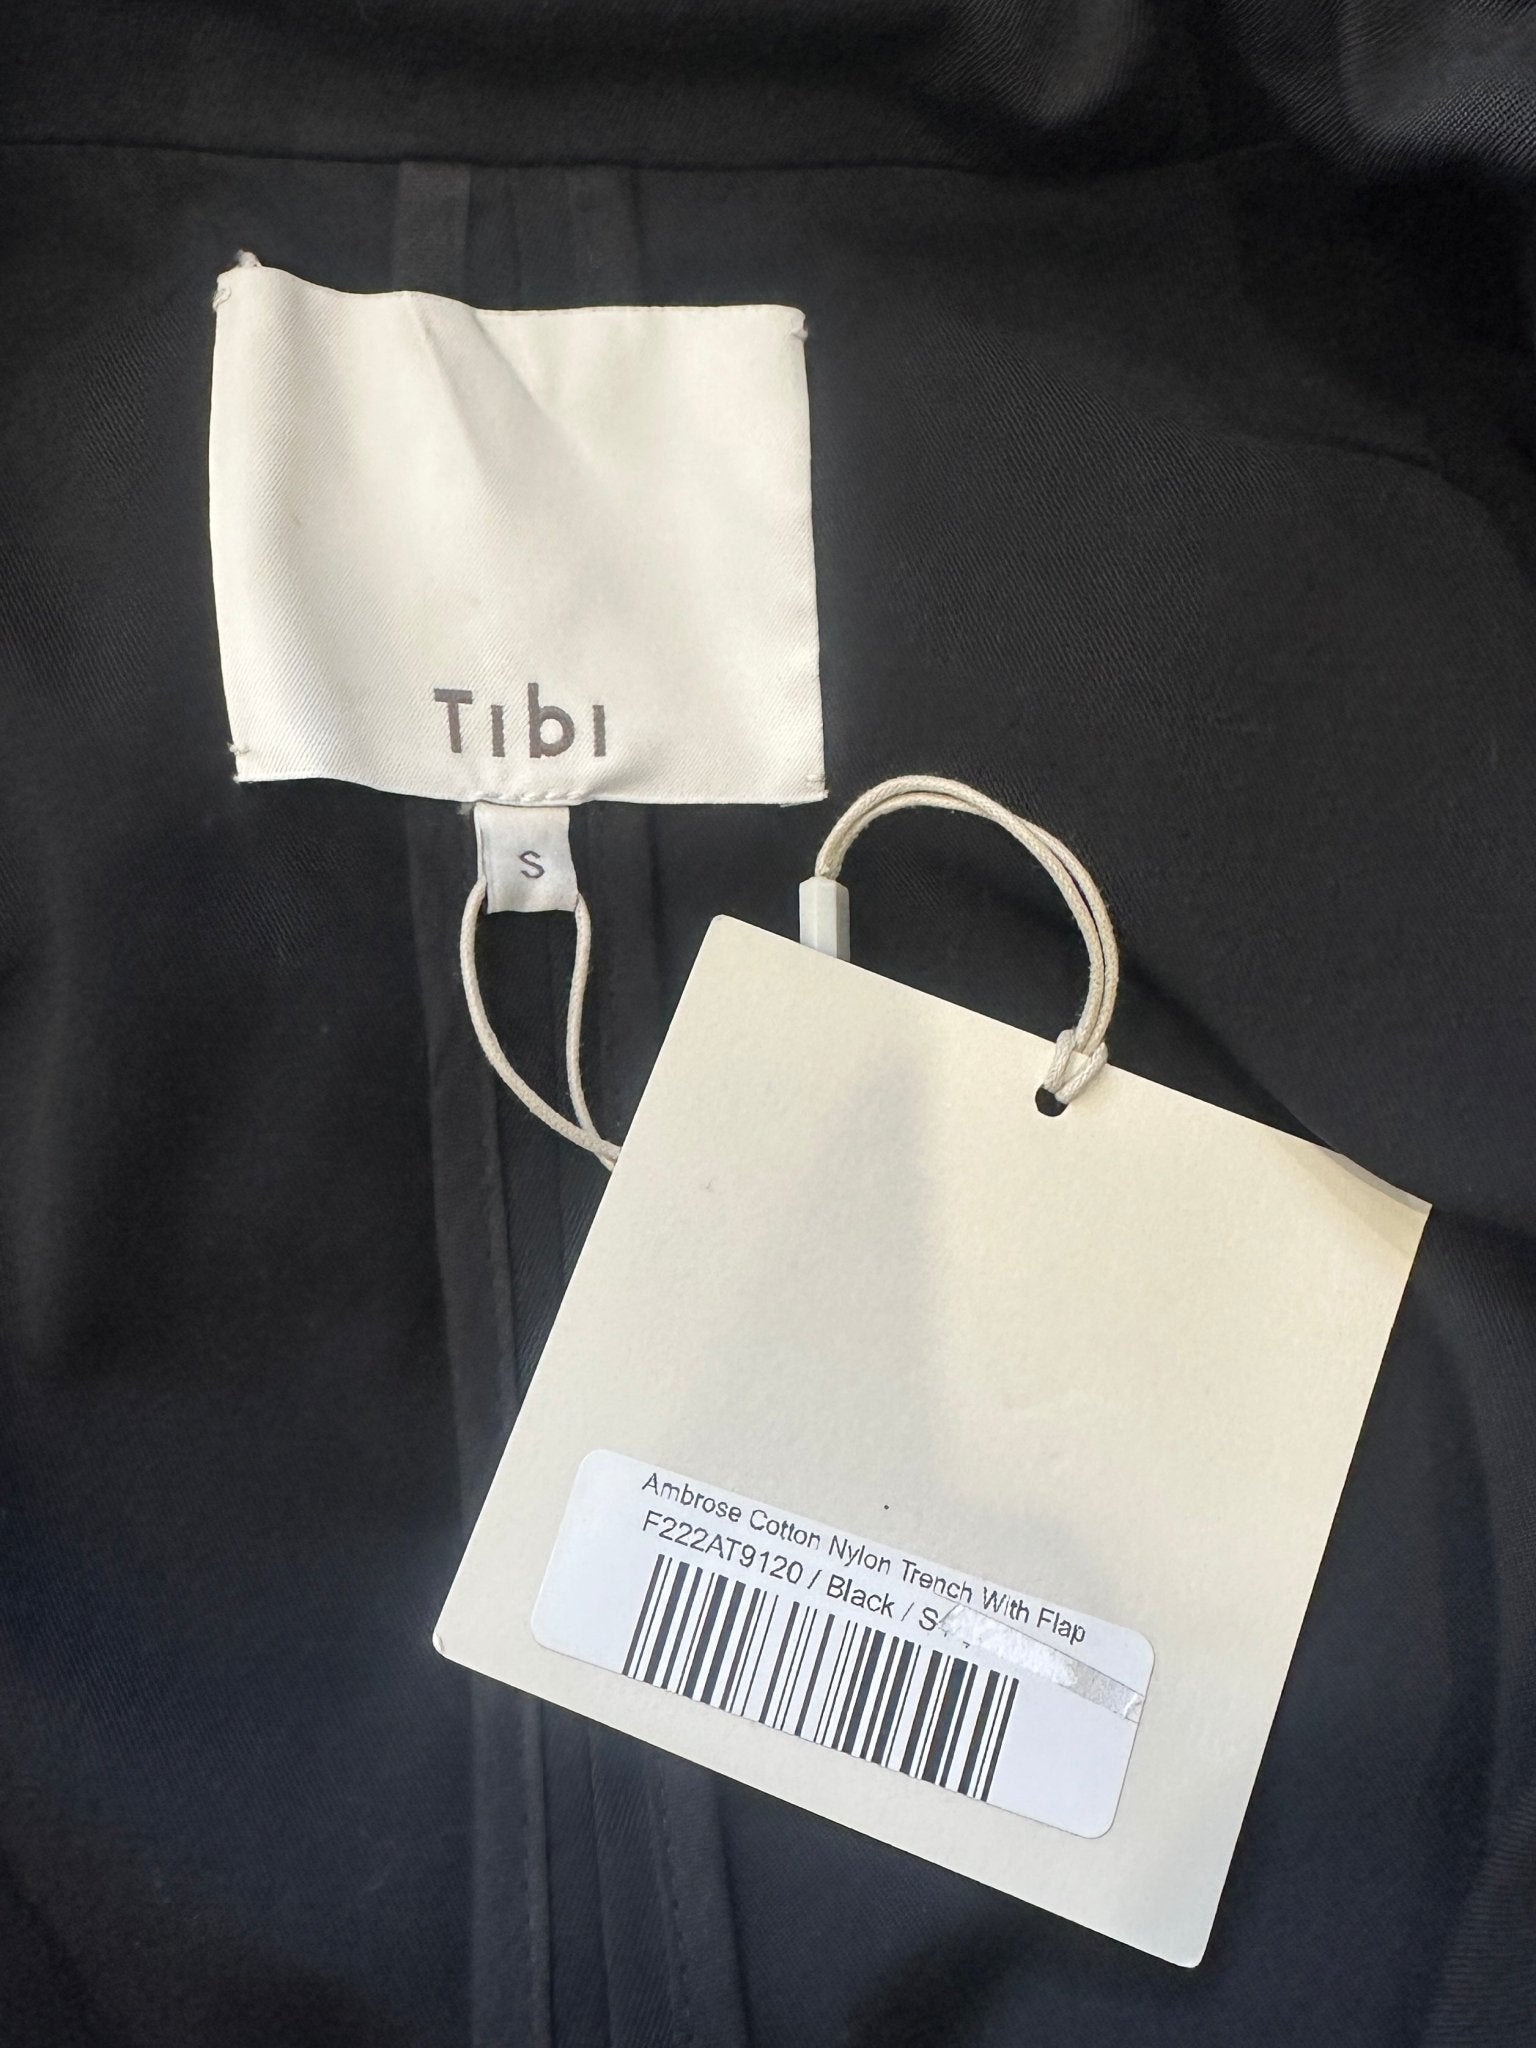 Tibi
S
Ambrose Cotton Nylon Trench With Flap
F222AT9120 / Black / S